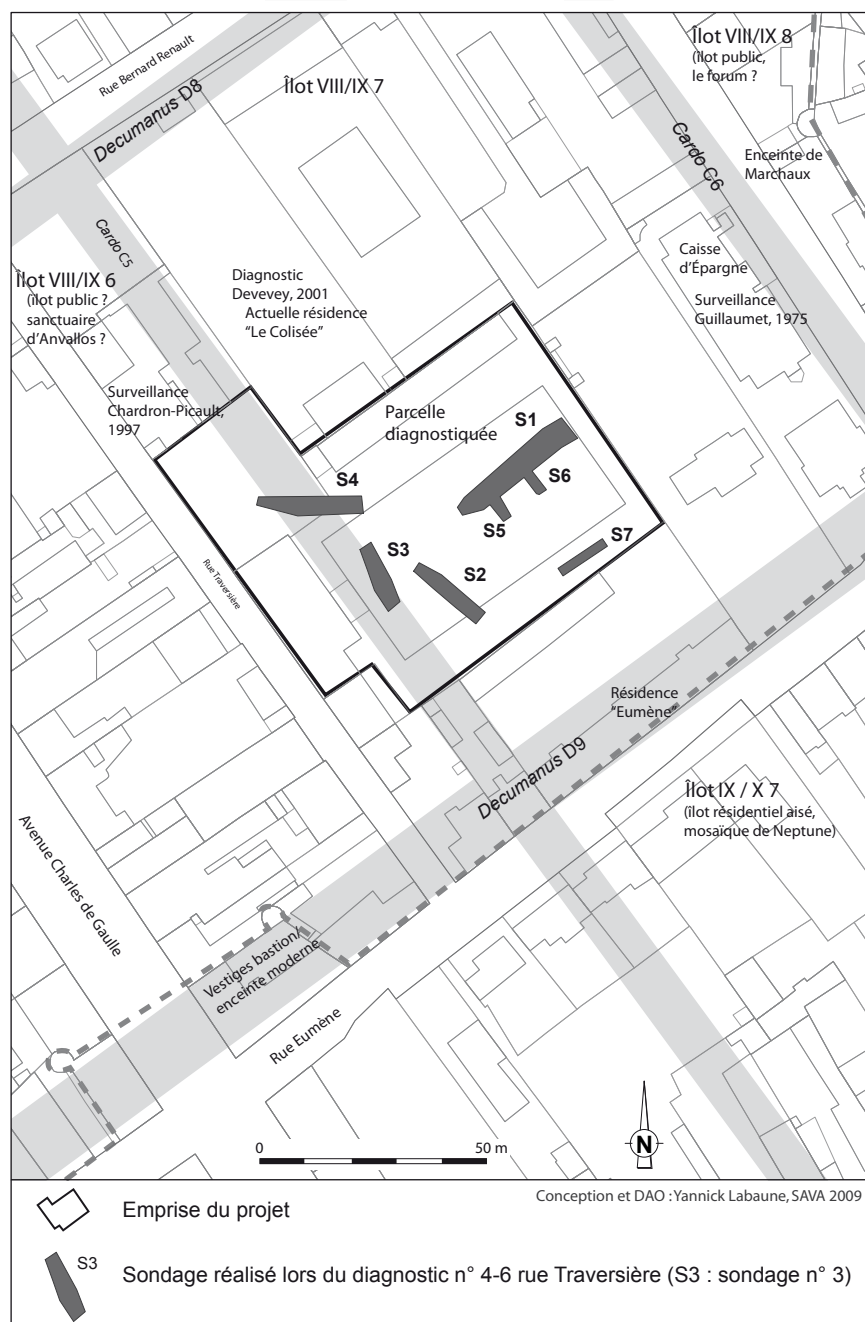 Îlot VIII/IX 8
(îlot public,
le forum ?
Rue Bernard Renault
Îlot VIII/IX 7
Decumanus D8
Cardo C6
Enceinte de
Marchaux
Cardo C5
Caisse
d'Épargne
Îlot VIII/IX 6
(îlot public ?
sanctuaire
d'Anvallos ?
Diagnostic
Devevey, 2001
Actuelle résidence
"Le Colisée"
Surveillance
Guillaumet, 1975
Surveillance
Chardron-Picault,
1997
Parcelle
diagnostiquée
S1
S4
S6
S5
S7
S3
S2
Rue Traversière
Résidence
"Eumène"
Decumanus D9
Îlot IX / X 7
(îlot résidentiel aisé,
mosaïque de Neptune)
Avenue Charles de Gaulle
Vestiges bastion/
enceinte moderne
Rue Eumène
0 50 m
N
Conception et DAO : Yannick Labaune, SAVA 2009
Emprise du projet
S3
Sondage réalisé lors du diagnostic n° 4-6 rue Traversière (S3 : sondage n° 3)